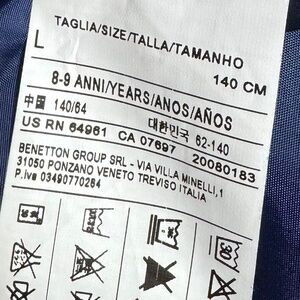 TAGLIA/SIZE/TALLA/TAMANHO
L 140 CM
8-9 ANNI/YEARS/ANOS/AÑOS
中国 140/64 대한민국 62-140
US RN 64961 CA 07697 20080183
BENETTON GROUP SRL - VIA VILLA MINELLI,1
31050 PONZANO VENETO TREVISO ITALIA
P.iva 03490770264